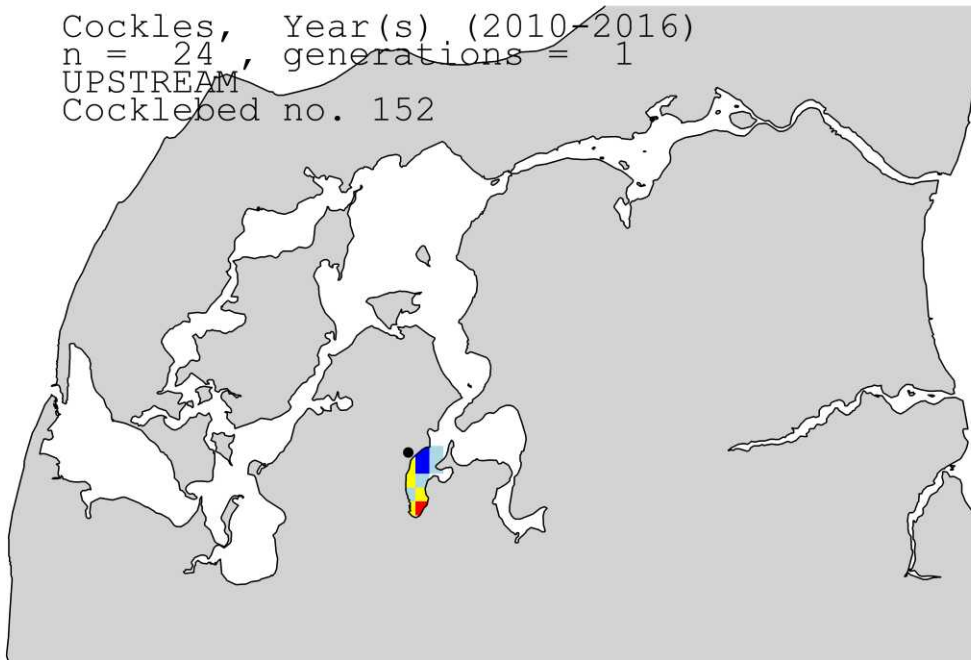 Cockles, Year(s) (2010-2016)
n = 24 , generations = 1
UPSTREAM
Cocklebed no. 152